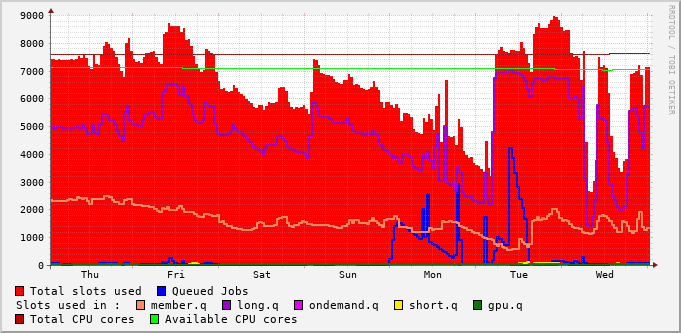 RRDTOOL / TOBI OETIKER
9000
8000
7000
6000
5000
4000
3000
2000
1000
0
Thu Fri Sat Sun Mon Tue Wed
Total slots used Queued Jobs
Slots used in : member.q long.q ondemand.q short.q gpu.q
Total CPU cores Available CPU cores